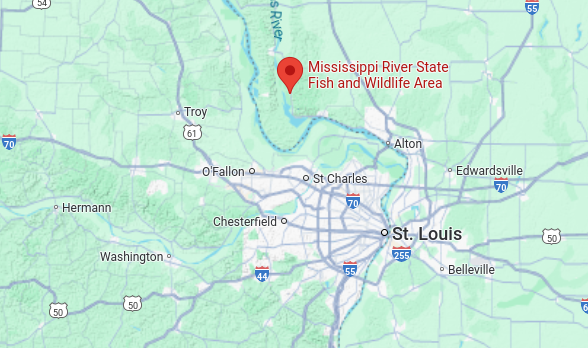 54
55
s River
Mississippi River State
Fish and Wildlife Area
Troy
61
70
Alton
O'Fallon
St Charles
Edwardsville
70
70
Hermann
Chesterfield
St. Louis
50
Washington
255
44
55
Belleville
50
50
6